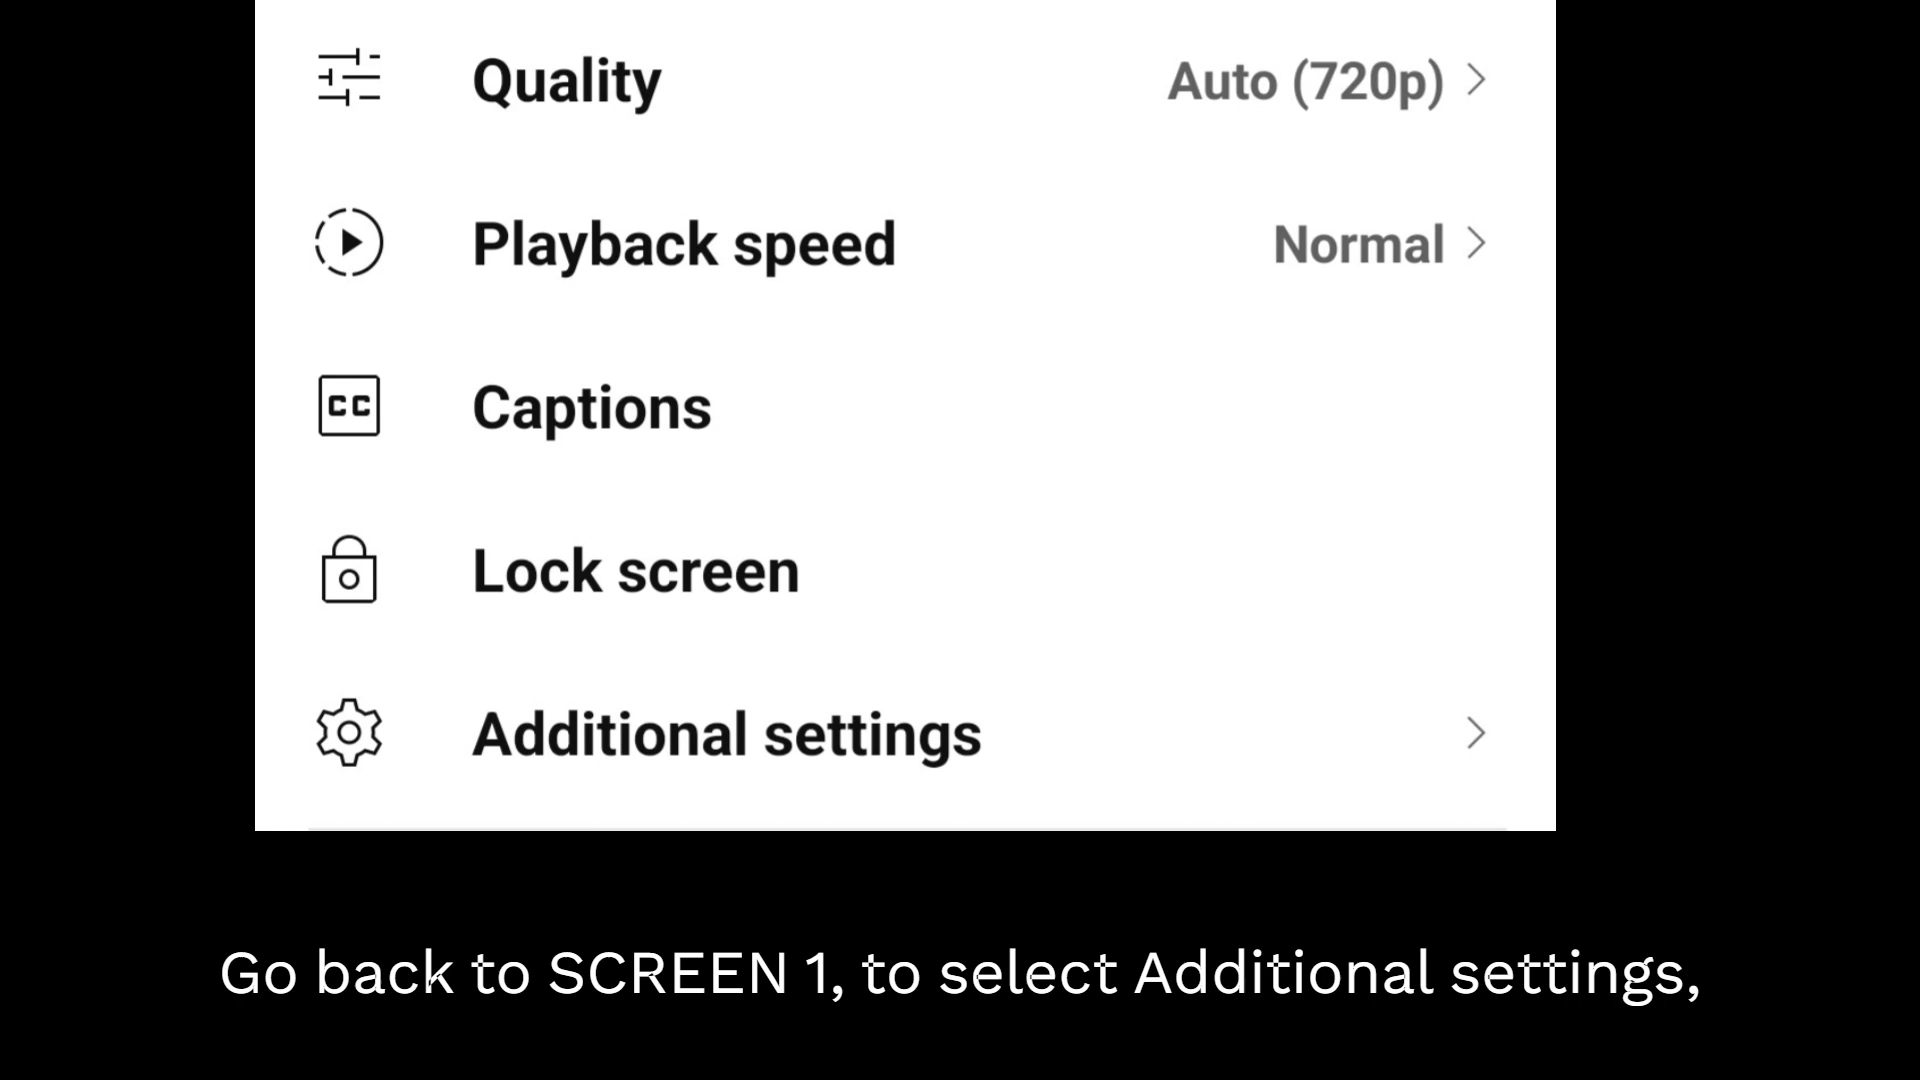 Quality Auto (720p)
Playback speed Normal
CC Captions
Lock screen
Additional settings
Go back to SCREEN 1, to select Additional settings,